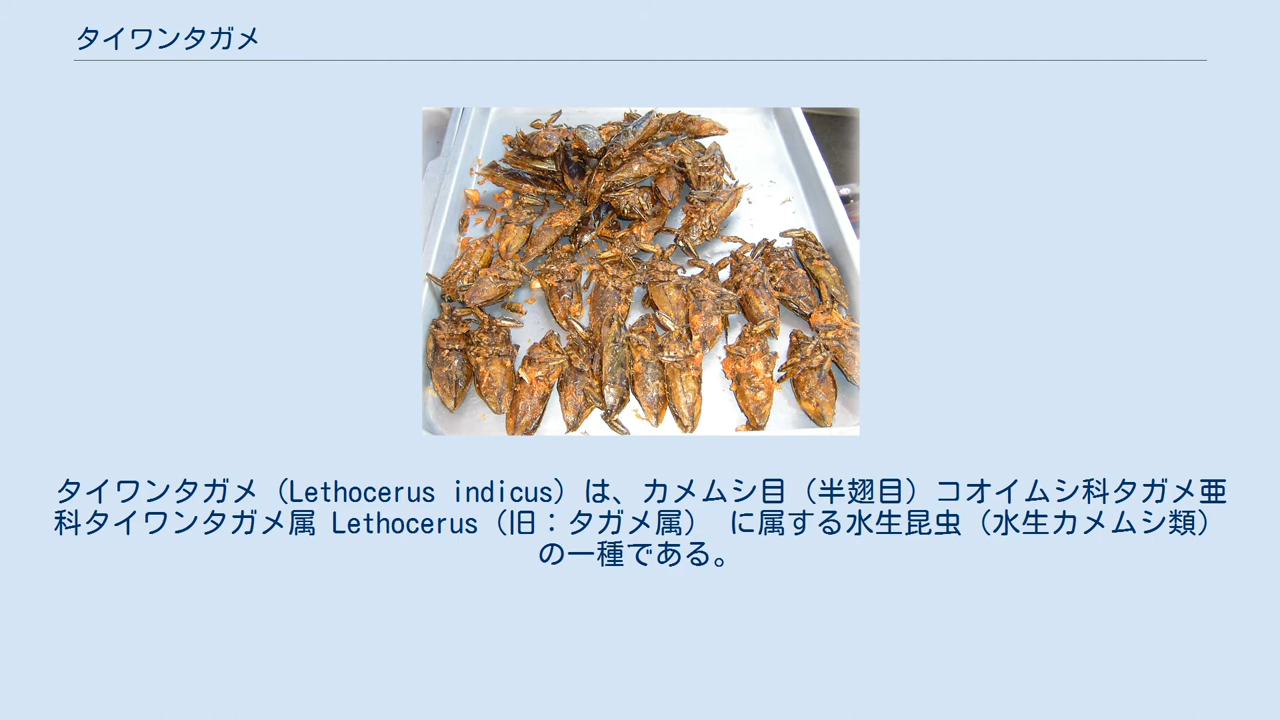 タイワンタガメ
タイワンタガメ（Lethocerus indicus）は、カメムシ目（半翅目）コオイムシ科タガメ亜
科タイワンタガメ属 Lethocerus（旧：タガメ属） に属する水生昆虫（水生カメムシ類）
の一種である。